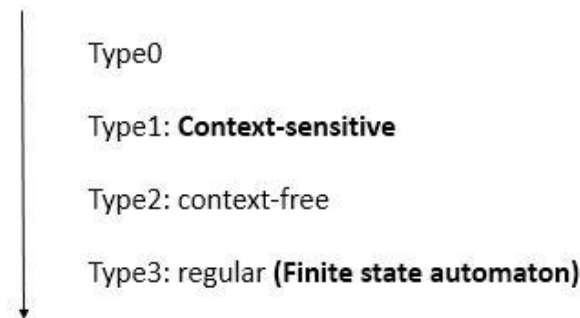 Type0
Type1: Context-sensitive
Type2: context-free
Type3: regular (Finite state automaton)